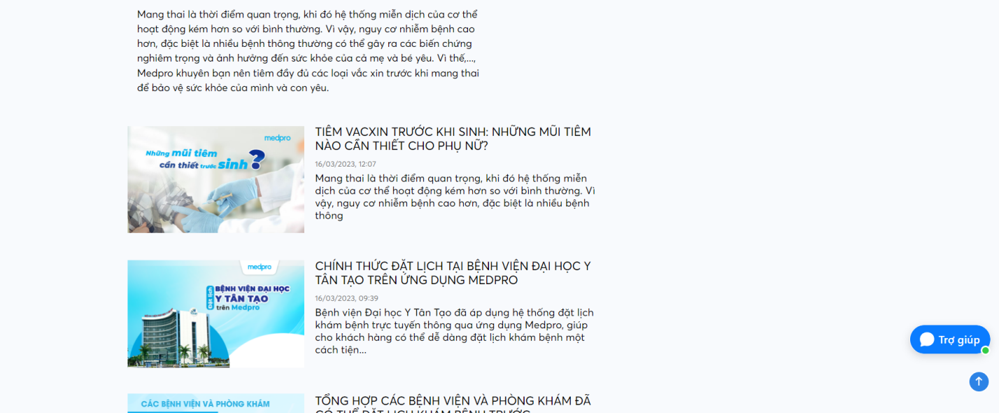 Mang thai là thời điểm quan trọng, khi đó hệ thống miễn dịch của cơ thể
hoạt động kém hơn so với bình thường. Vì vậy, nguy cơ nhiễm bệnh cao
hơn, đặc biệt là nhiều bệnh thông thường có thể gây ra các biến chứng
nghiêm trọng và ảnh hưởng đến sức khỏe của cả mẹ và bé yêu. Vì thế,...,
Medpro khuyên bạn nên tiêm đầy đủ các loại vắc xin trước khi mang thai
để bảo vệ sức khỏe của mình và con yêu.
medpro
Những mũi tiêm
cần thiết trước sinh ?
TIÊM VACXIN TRƯỚC KHI SINH: NHỮNG MŨI TIÊM
NÀO CẦN THIẾT CHO PHỤ NỮ?
16/03/2023, 12:07
Mang thai là thời điểm quan trọng, khi đó hệ thống miễn
dịch của cơ thể hoạt động kém hơn so với bình thường. Vì
vậy, nguy cơ nhiễm bệnh cao hơn, đặc biệt là nhiều bệnh
thông
medpro
Đặt lịch
BỆNH VIỆN ĐẠI HỌC
Y TÂN TẠO
trên Medpro
CHÍNH THỨC ĐẶT LỊCH TẠI BỆNH VIỆN ĐẠI HỌC Y
TÂN TẠO TRÊN ỨNG DỤNG MEDPRO
16/03/2023, 09:39
Bệnh viện Đại học Y Tân Tạo đã áp dụng hệ thống đặt lịch
khám bệnh trực tuyến thông qua ứng dụng Medpro, giúp
cho khách hàng có thể dễ dàng đặt lịch khám bệnh một
cách tiện...
Trợ giúp
CÁC BỆNH VIỆN VÀ PHÒNG KHÁM
TỔNG HỢP CÁC BỆNH VIỆN VÀ PHÒNG KHÁM ĐÃ
CÓ THỂ ĐẶT LỊCH KHÁM BỆNH TRƯỚC